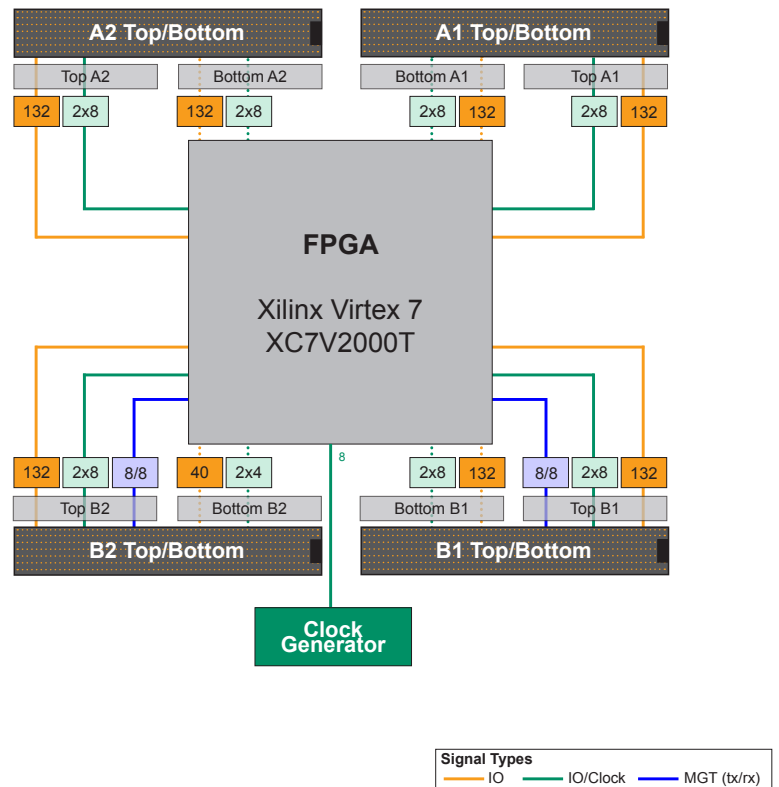 A2 Top/Bottom
A1 Top/Bottom
Top A2
Bottom A2
Bottom A1
Top A1
132
2x8
132
2x8
2x8
132
2x8
132
FPGA
Xilinx Virtex 7
XC7V2000T
8
132
2x8
8/8
40
2x4
2x8
132
8/8
2x8
132
Top B2
Bottom B2
Bottom B1
Top B1
B2 Top/Bottom
B1 Top/Bottom
Clock
Generator
Signal Types
IO
IO/Clock
MGT (tx/rx)